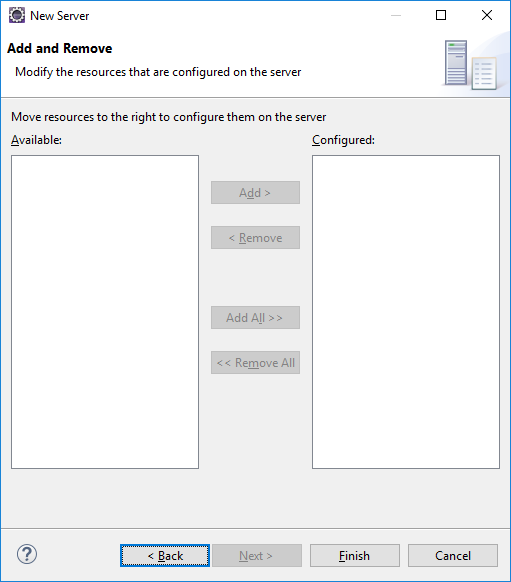 New Server
Add and Remove
Modify the resources that are configured on the server
Move resources to the right to configure them on the server
Available:
Configured:
Add >
< Remove
Add All >>
<< Remove All
?
< Back
Next >
Finish
Cancel